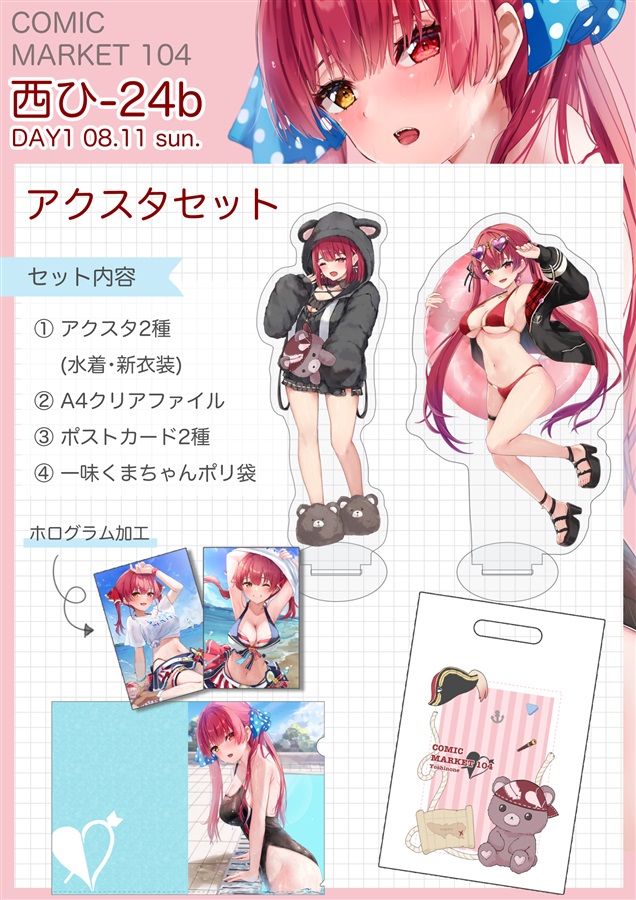 COMIC
MARKET 104
西ひ-24b
DAY1 08.11 sun.
アクスタセット
セット内容
① アクスタ2種
(水着・新衣装)
② A4クリアファイル
③ ポストカード2種
④ 一味くまちゃんポリ袋
ホログラム加工
COMIC
MARKET 104
Yoshinune